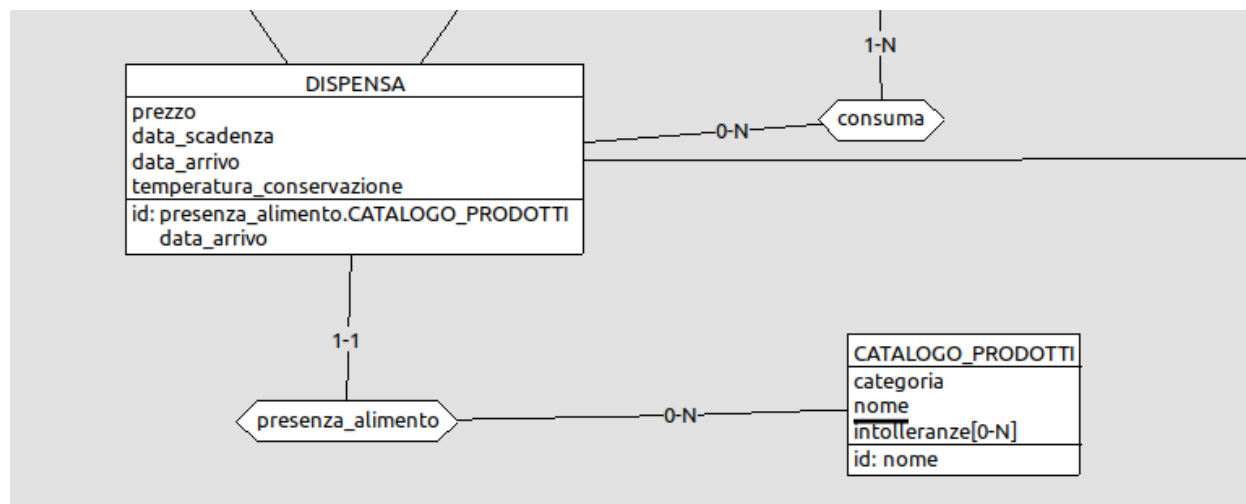 1-N
DISPENSA
prezzo
data_scadenza
data_arrivo
temperatura_conservazione
id: presenza_alimento.CATALOGO_PRODOTTI
data_arrivo
0-N
consuma
1-1
presenza_alimento
0-N
CATALOGO_PRODOTTI
categoria
nome
intolleranze[0-N]
id: nome